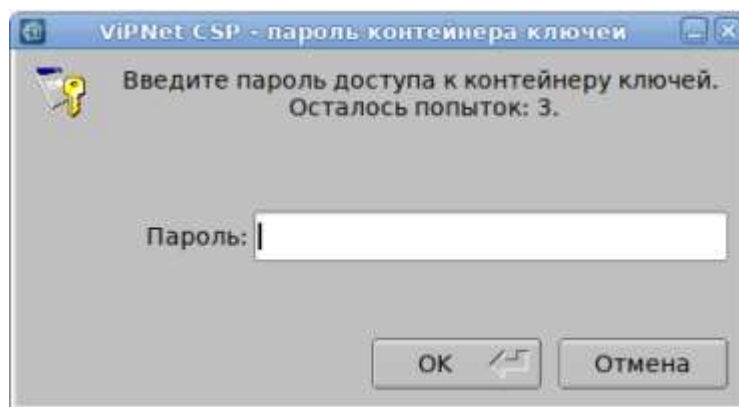 ViPNet CSP - пароль контейнера ключей
Введите пароль доступа к контейнеру ключей.
Осталось попыток: 3.
Пароль:
OK
Отмена